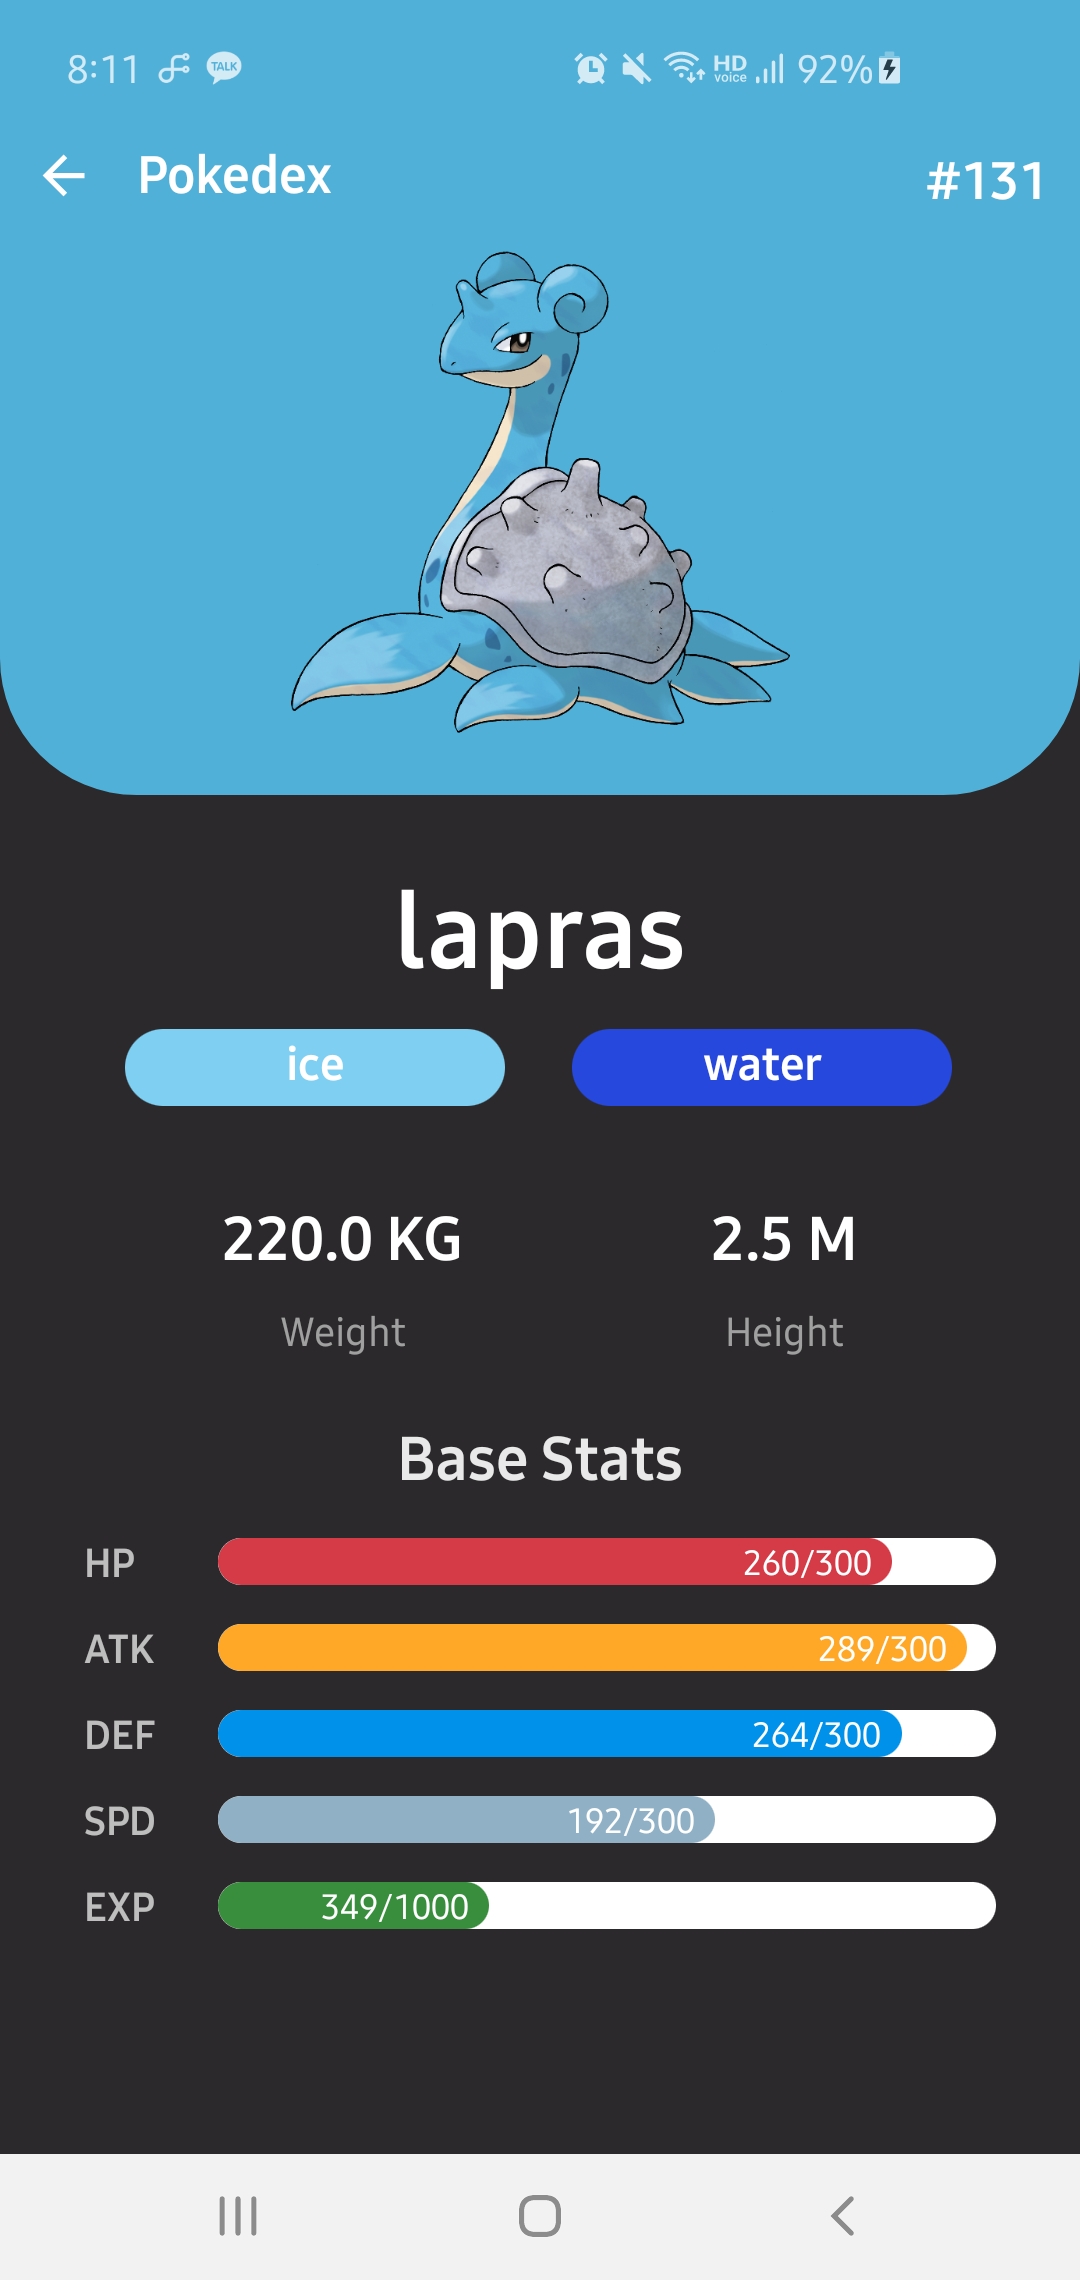 8:11 TALK HD voice 92%
Pokedex #131
lapras
ice water
220.0 KG 2.5 M
Weight Height
Base Stats
HP 260/300
ATK 289/300
DEF 264/300
SPD 192/300
EXP 349/1000